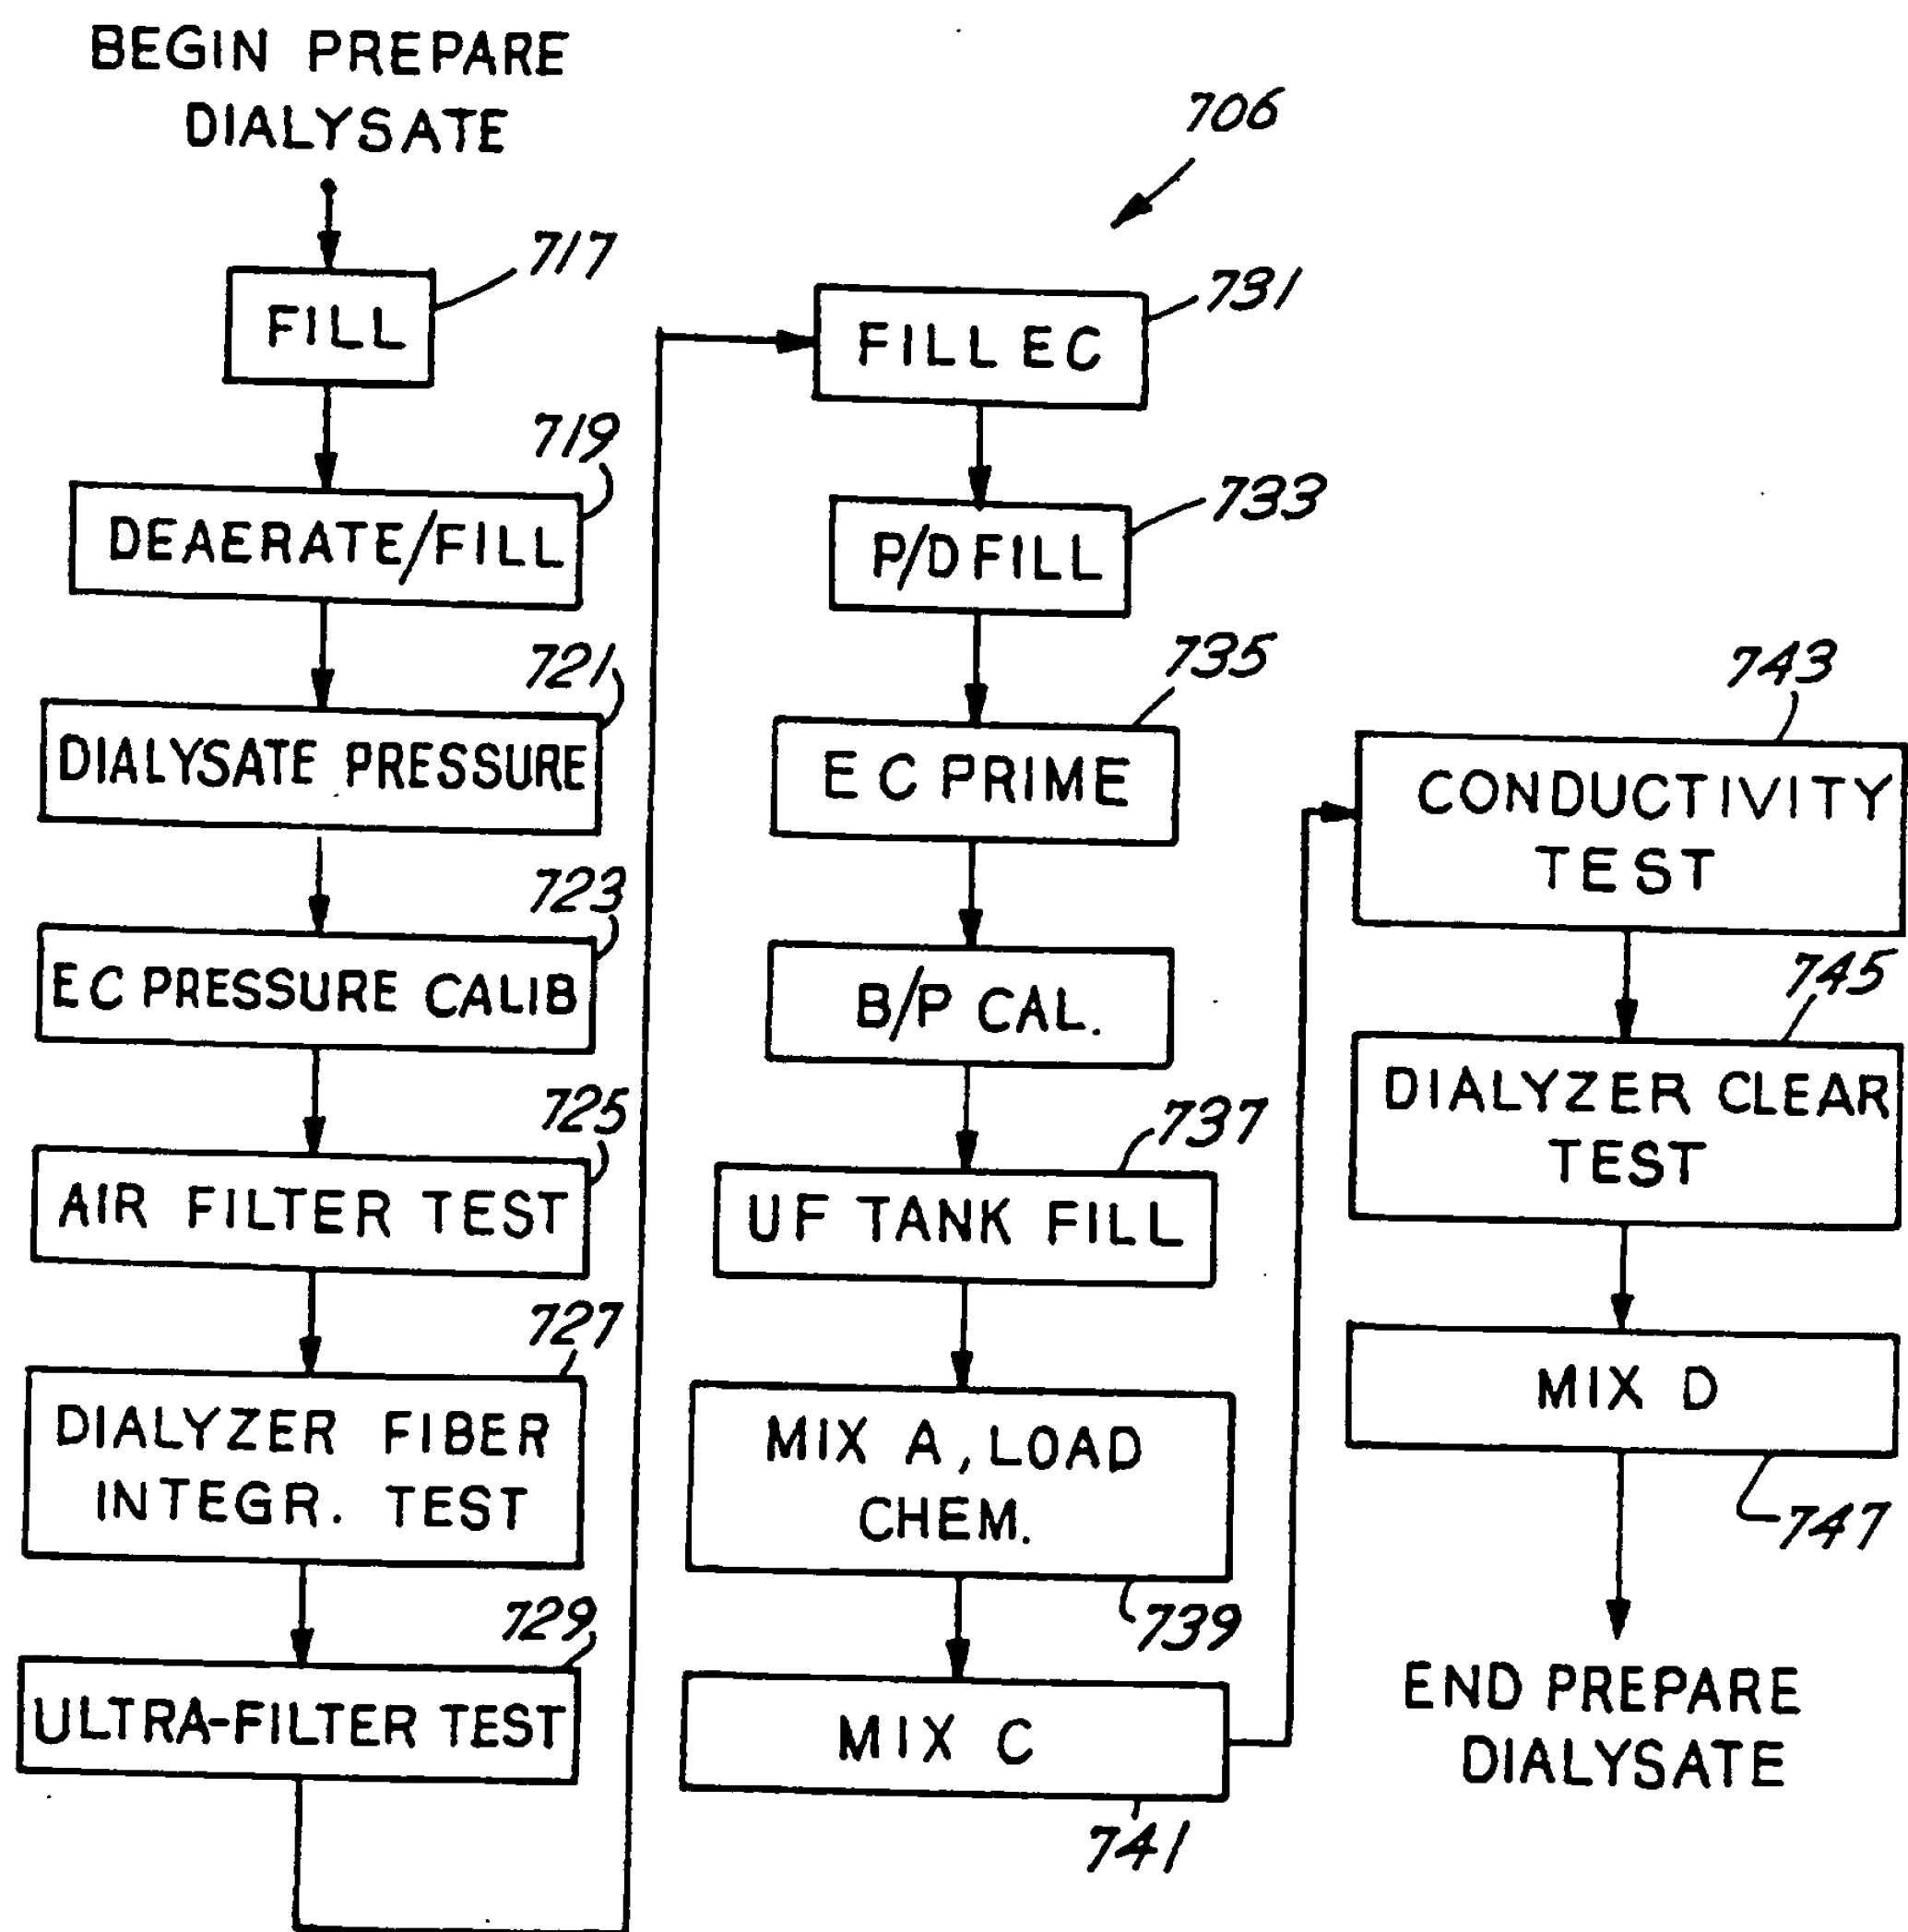 BEGIN PREPARE
DIALYSATE
717
FILL
719
DEAERATE/FILL
721
DIALYSATE PRESSURE
723
EC PRESSURE CALIB
725
AIR FILTER TEST
727
DIALYZER FIBER
INTEGR. TEST
729
ULTRA-FILTER TEST
706
731
FILL EC
733
P/D FILL
735
EC PRIME
B/P CAL.
737
UF TANK FILL
MIX A, LOAD
CHEM.
739
MIX C
741
743
CONDUCTIVITY
TEST
745
DIALYZER CLEAR
TEST
MIX D
747
END PREPARE
DIALYSATE